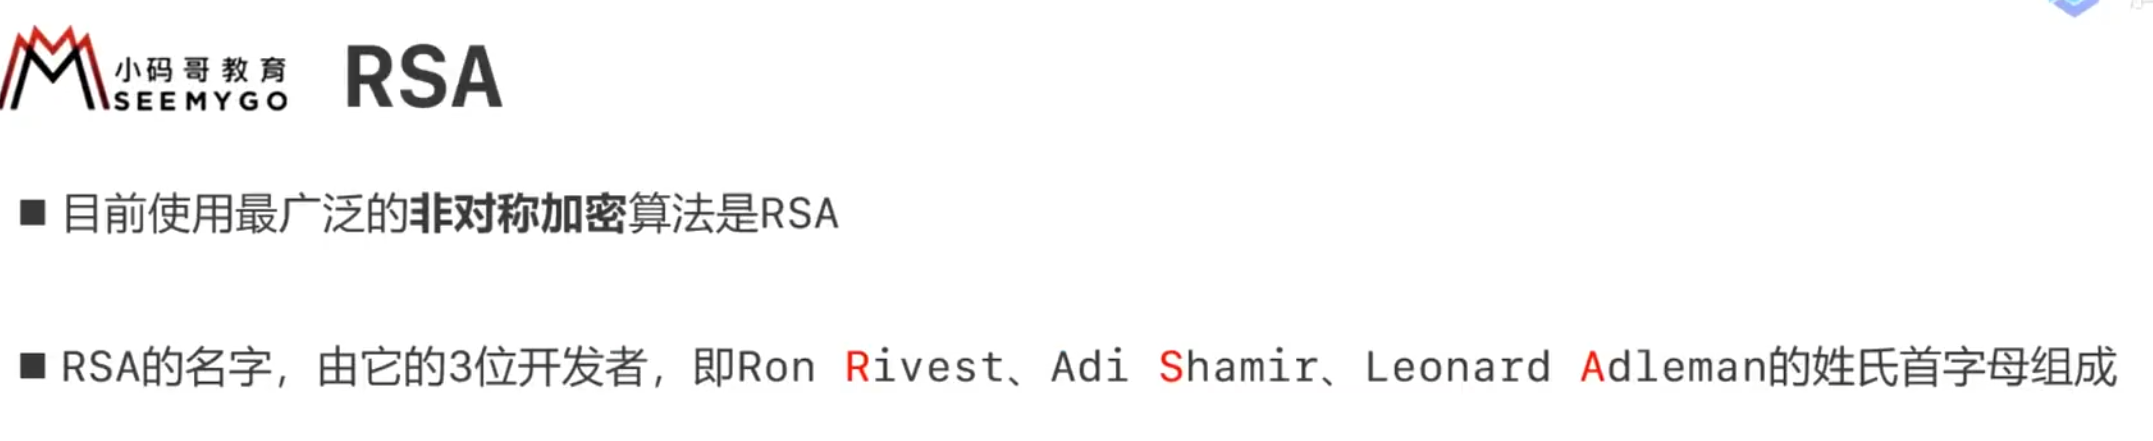 小码哥教育
SEEMYGO
RSA
■ 目前使用最广泛的非对称加密算法是RSA
■ RSA的名字，由它的3位开发者，即Ron Rivest、Adi Shamir、Leonard Adleman的姓氏首字母组成